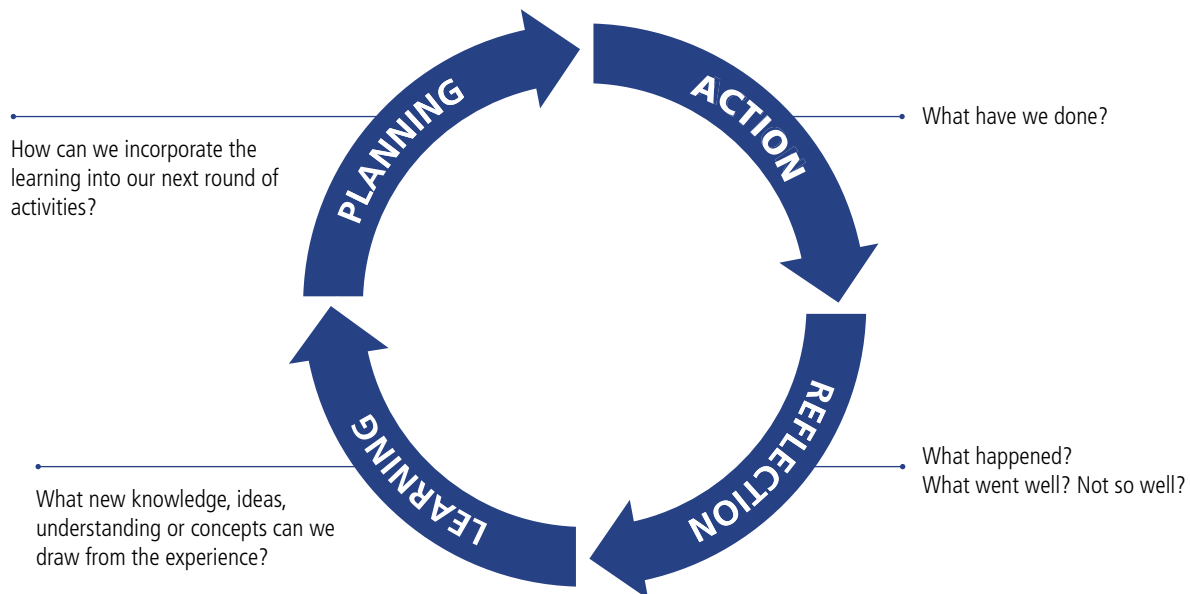 PLANNING
ACTION
What have we done?
How can we incorporate the
learning into our next round of
activities?
REFLECTION
What happened?
What went well? Not so well?
LEARNING
What new knowledge, ideas,
understanding or concepts can we
draw from the experience?